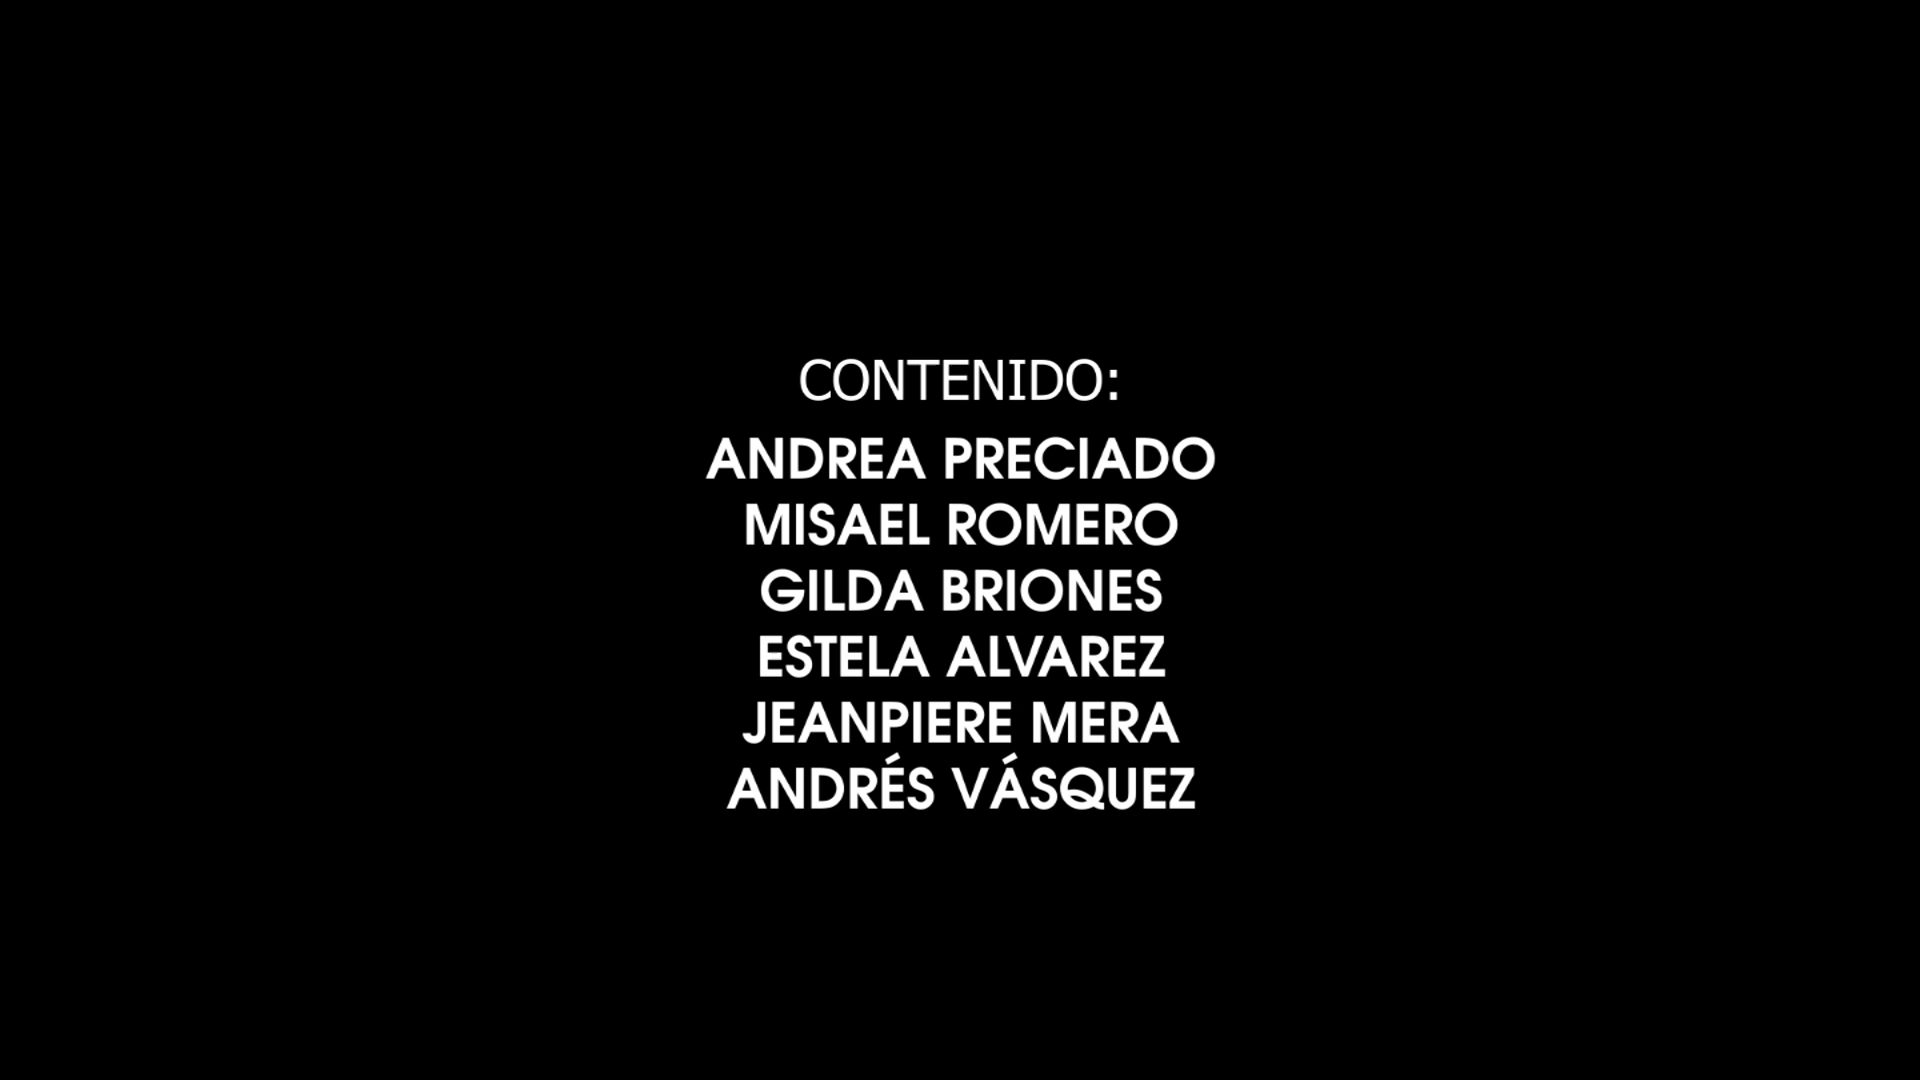 CONTENIDO:
ANDREA PRECIADO
MISAEL ROMERO
GILDA BRIONES
ESTELA ALVAREZ
JEANPIERE MERA
ANDRÉS VÁSQUEZ